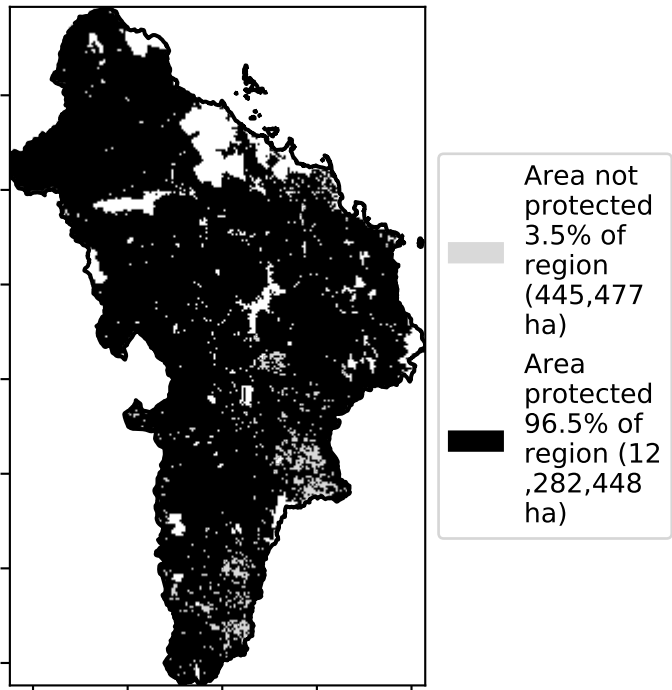 Area not
protected
3.5% of
region
(445,477
ha)
Area
protected
96.5% of
region (12
,282,448
ha)